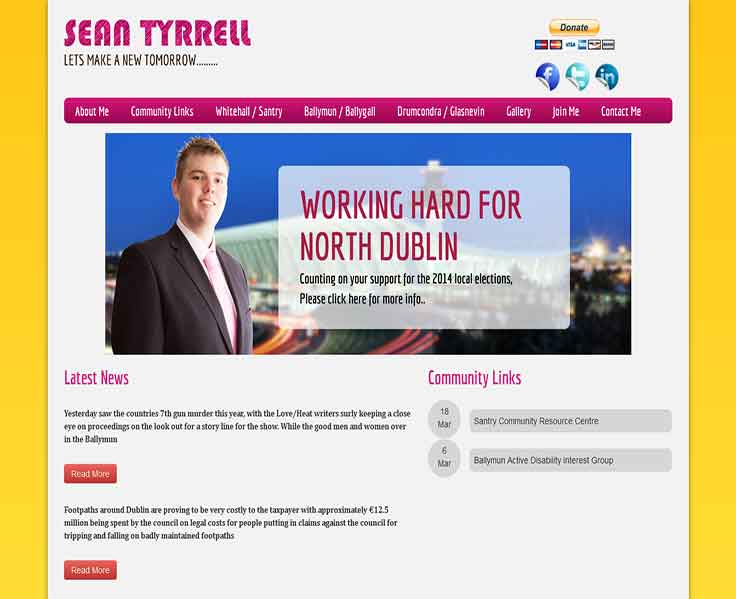 SEAN TYRRELL
LETS MAKE A NEW TOMORROW.........
Donate
VISA
About Me
Community Links
Whitehall / Santry
Ballymun / Ballygall
Drumcondra / Glasnevin
Gallery
Join Me
Contact Me
WORKING HARD FOR
NORTH DUBLIN
Counting on your support for the 2014 local elections,
Please click here for more info..
Latest News
Yesterday saw the countries 7th gun murder this year, with the Love/Heat writers surly keeping a close
eye on proceedings on the look out for a story line for the show. While the good men and women over
in the Ballymun
Read More
Footpaths around Dublin are proving to be very costly to the taxpayer with approximately €12.5
million being spent by the council on legal costs for people putting in claims against the council for
tripping and falling on badly maintained footpaths
Read More
Community Links
18
Mar
Santry Community Resource Centre
6
Mar
Ballymun Active Disability Interest Group